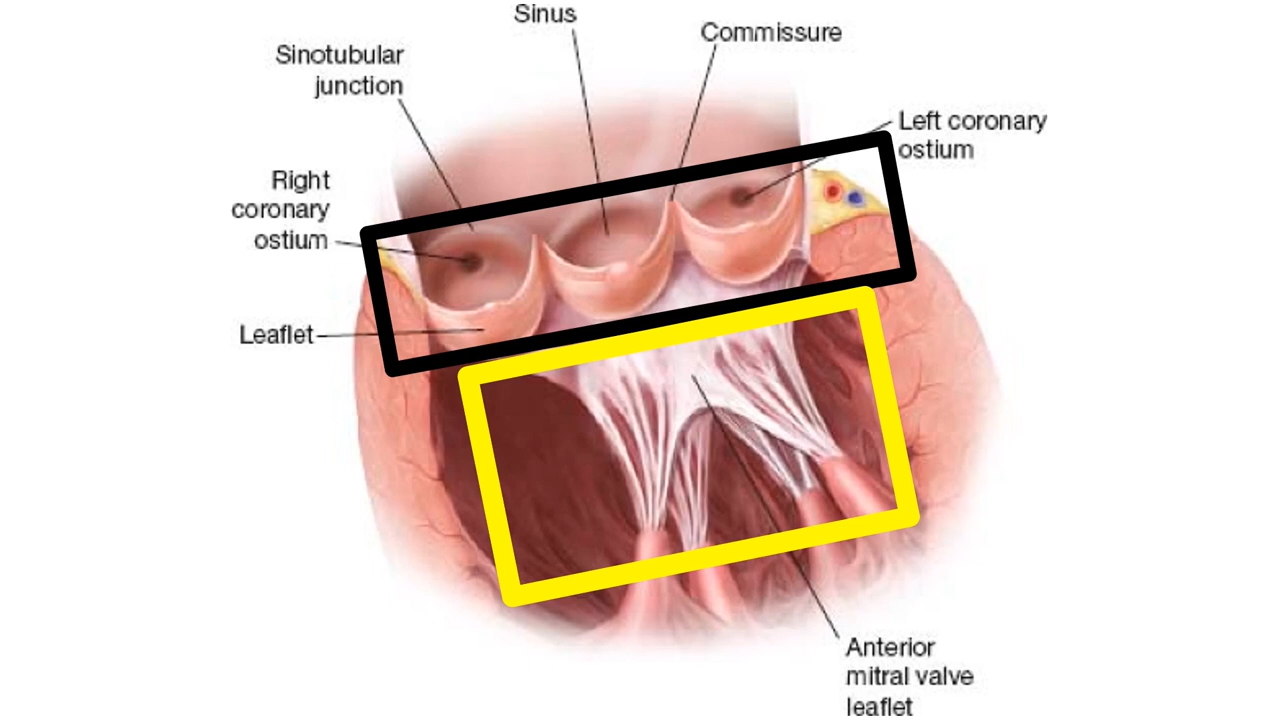 Sinus
Commissure
Sinotubular
junction
Left coronary
ostium
Right
coronary
ostium
Leaflet
Anterior
mitral valve
leaflet